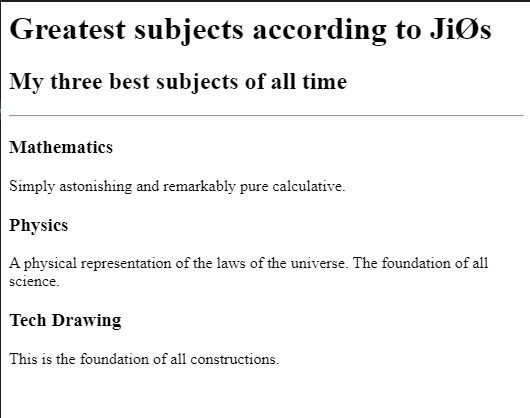 Greatest subjects according to JiØs
My three best subjects of all time
Mathematics
Simply astonishing and remarkably pure calculative.
Physics
A physical representation of the laws of the universe. The foundation of all
science.
Tech Drawing
This is the foundation of all constructions.